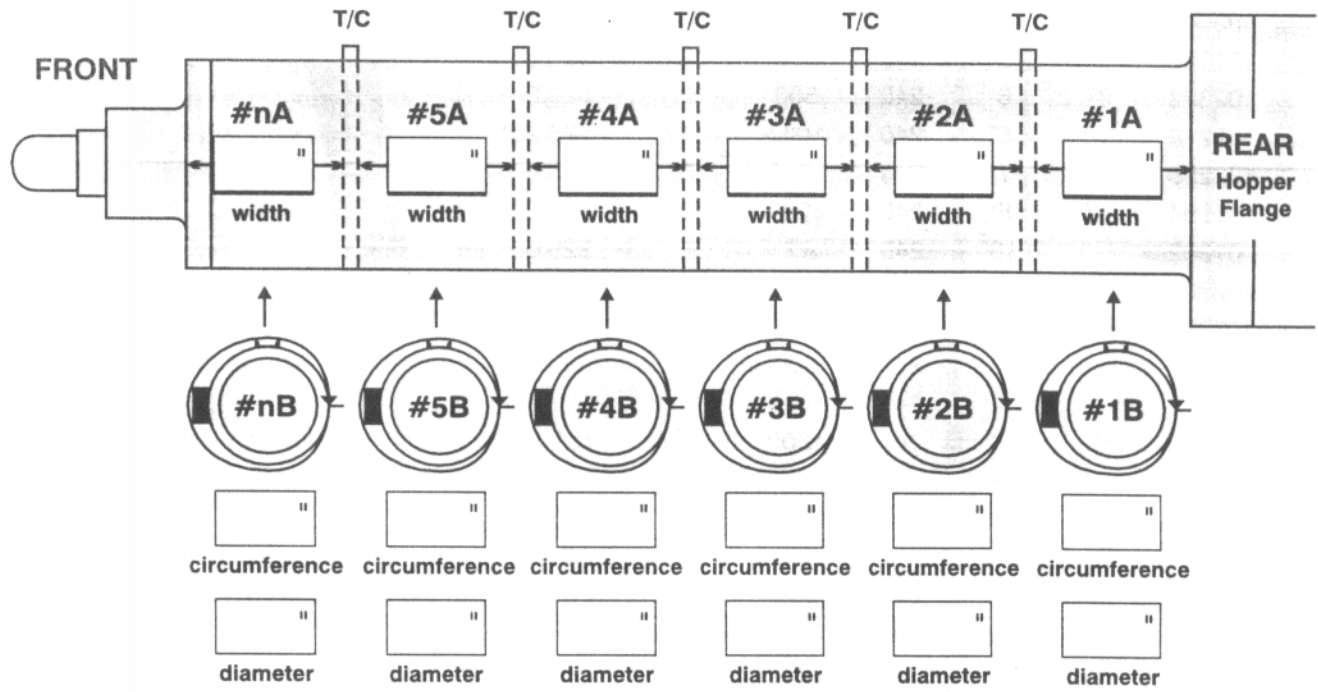 T/C T/C T/C T/C T/C
FRONT
#nA #5A #4A #3A #2A #1A
" " " " " "
REAR
Hopper
Flange
width width width width width width
#nB #5B #4B #3B #2B #1B
" " " " " "
circumference circumference circumference circumference circumference circumference
" " " " " "
diameter diameter diameter diameter diameter diameter